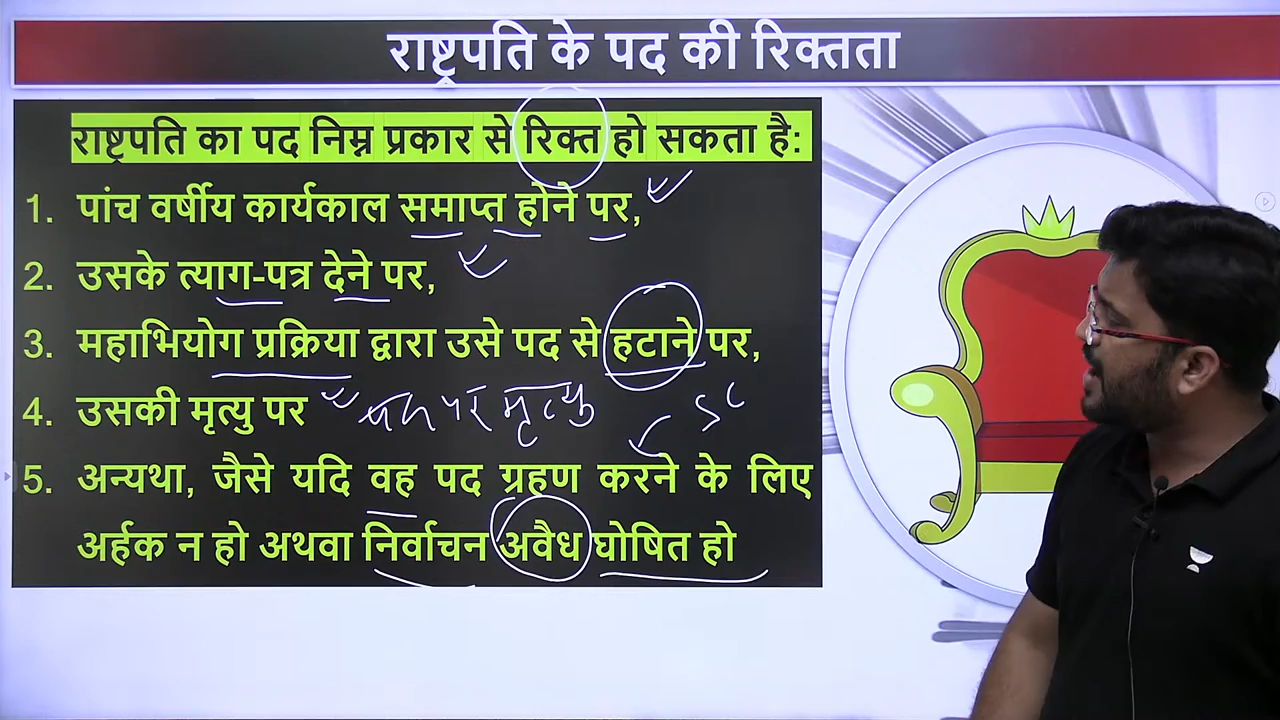 राष्ट्रपति के पद की रिक्तता
राष्ट्रपति का पद निम्न प्रकार से रिक्त हो सकता है:
1. पांच वर्षीय कार्यकाल समाप्त होने पर,
2. उसके त्याग-पत्र देने पर,
3. महाभियोग प्रक्रिया द्वारा उसे पद से हटाने पर,
4. उसकी मृत्यु पर पर मृत्यु SC
5. अन्यथा, जैसे यदि वह पद ग्रहण करने के लिए
अर्हक न हो अथवा निर्वाचन अवैध घोषित हो